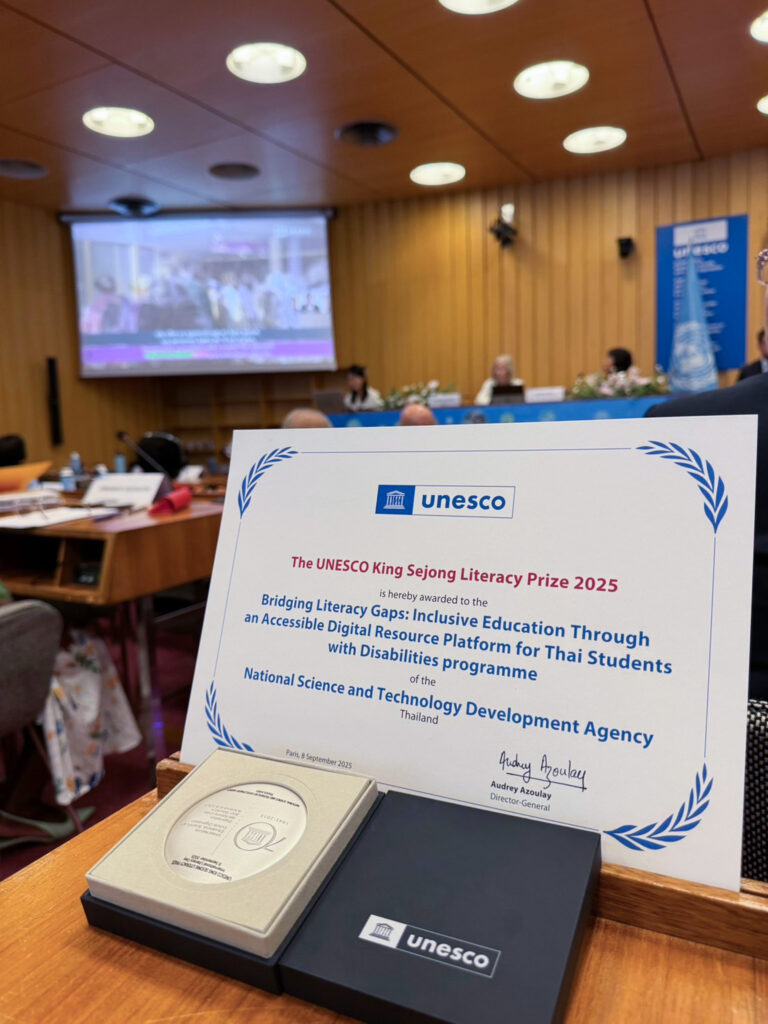 unesco
unesco
The UNESCO King Sejong Literacy Prize 2025
is hereby awarded to the
Bridging Literacy Gaps: Inclusive Education Through
an Accessible Digital Resource Platform for Thai Students
with Disabilities programme
of the
National Science and Technology Development Agency
Thailand
Paris, 8 September 2025
Audrey Azoulay
Audrey Azoulay
Director-General
unesco